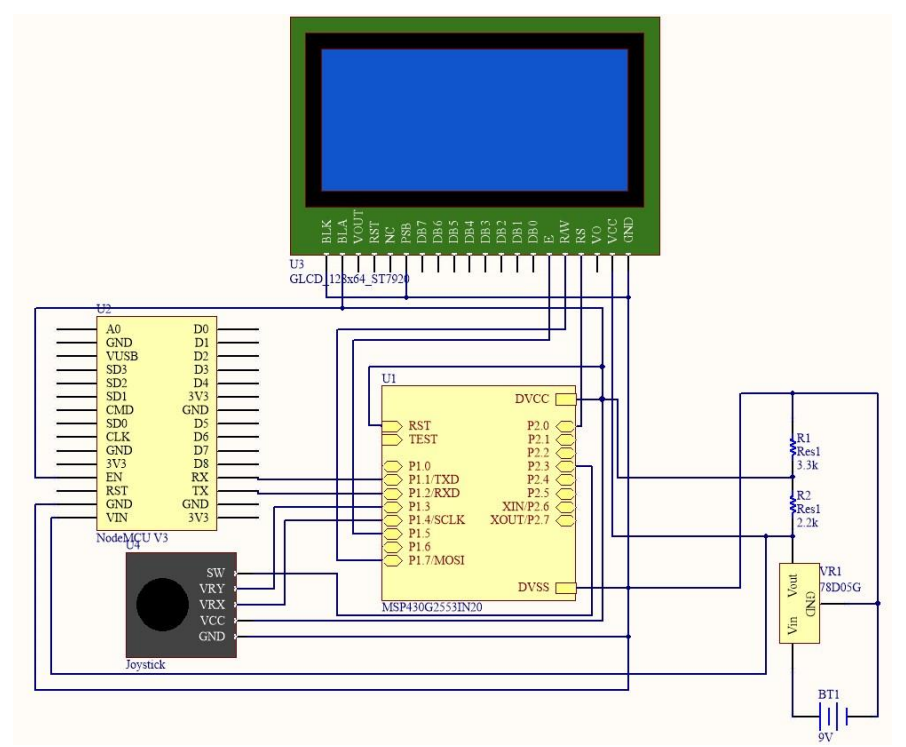 BLK
BLA
VOUT
RST
NC
PSB
DB7
DB6
DB5
DB4
DB3
DB2
DB1
DB0
E
R/W
RS
VO
VCC
GND
U3
GLCD_128x64_ST7920
U2
A0 D0
GND D1
VUSB D2
SD3 D3
SD2 D4
SD1 3V3
CMD GND
SD0 D5
CLK D6
GND D7
3V3 D8
EN RX
RST TX
GND GND
VIN 3V3
NodeMCU V3
U1
DVCC
RST P2.0
TEST P2.1
P2.2
P1.0 P2.3
P1.1/TXD P2.4
P1.2/RXD P2.5
P1.3 XIN/P2.6
P1.4/SCLK XOUT/P2.7
P1.5
P1.6
P1.7/MOSI
DVSS
MSP430G2553IN20
U4
SW
VRY
VRX
VCC
GND
Joystick
R1
Res1
3.3k
R2
Res1
2.2k
VR1
78D05G
Vout
GND
Vin
BT1
9V